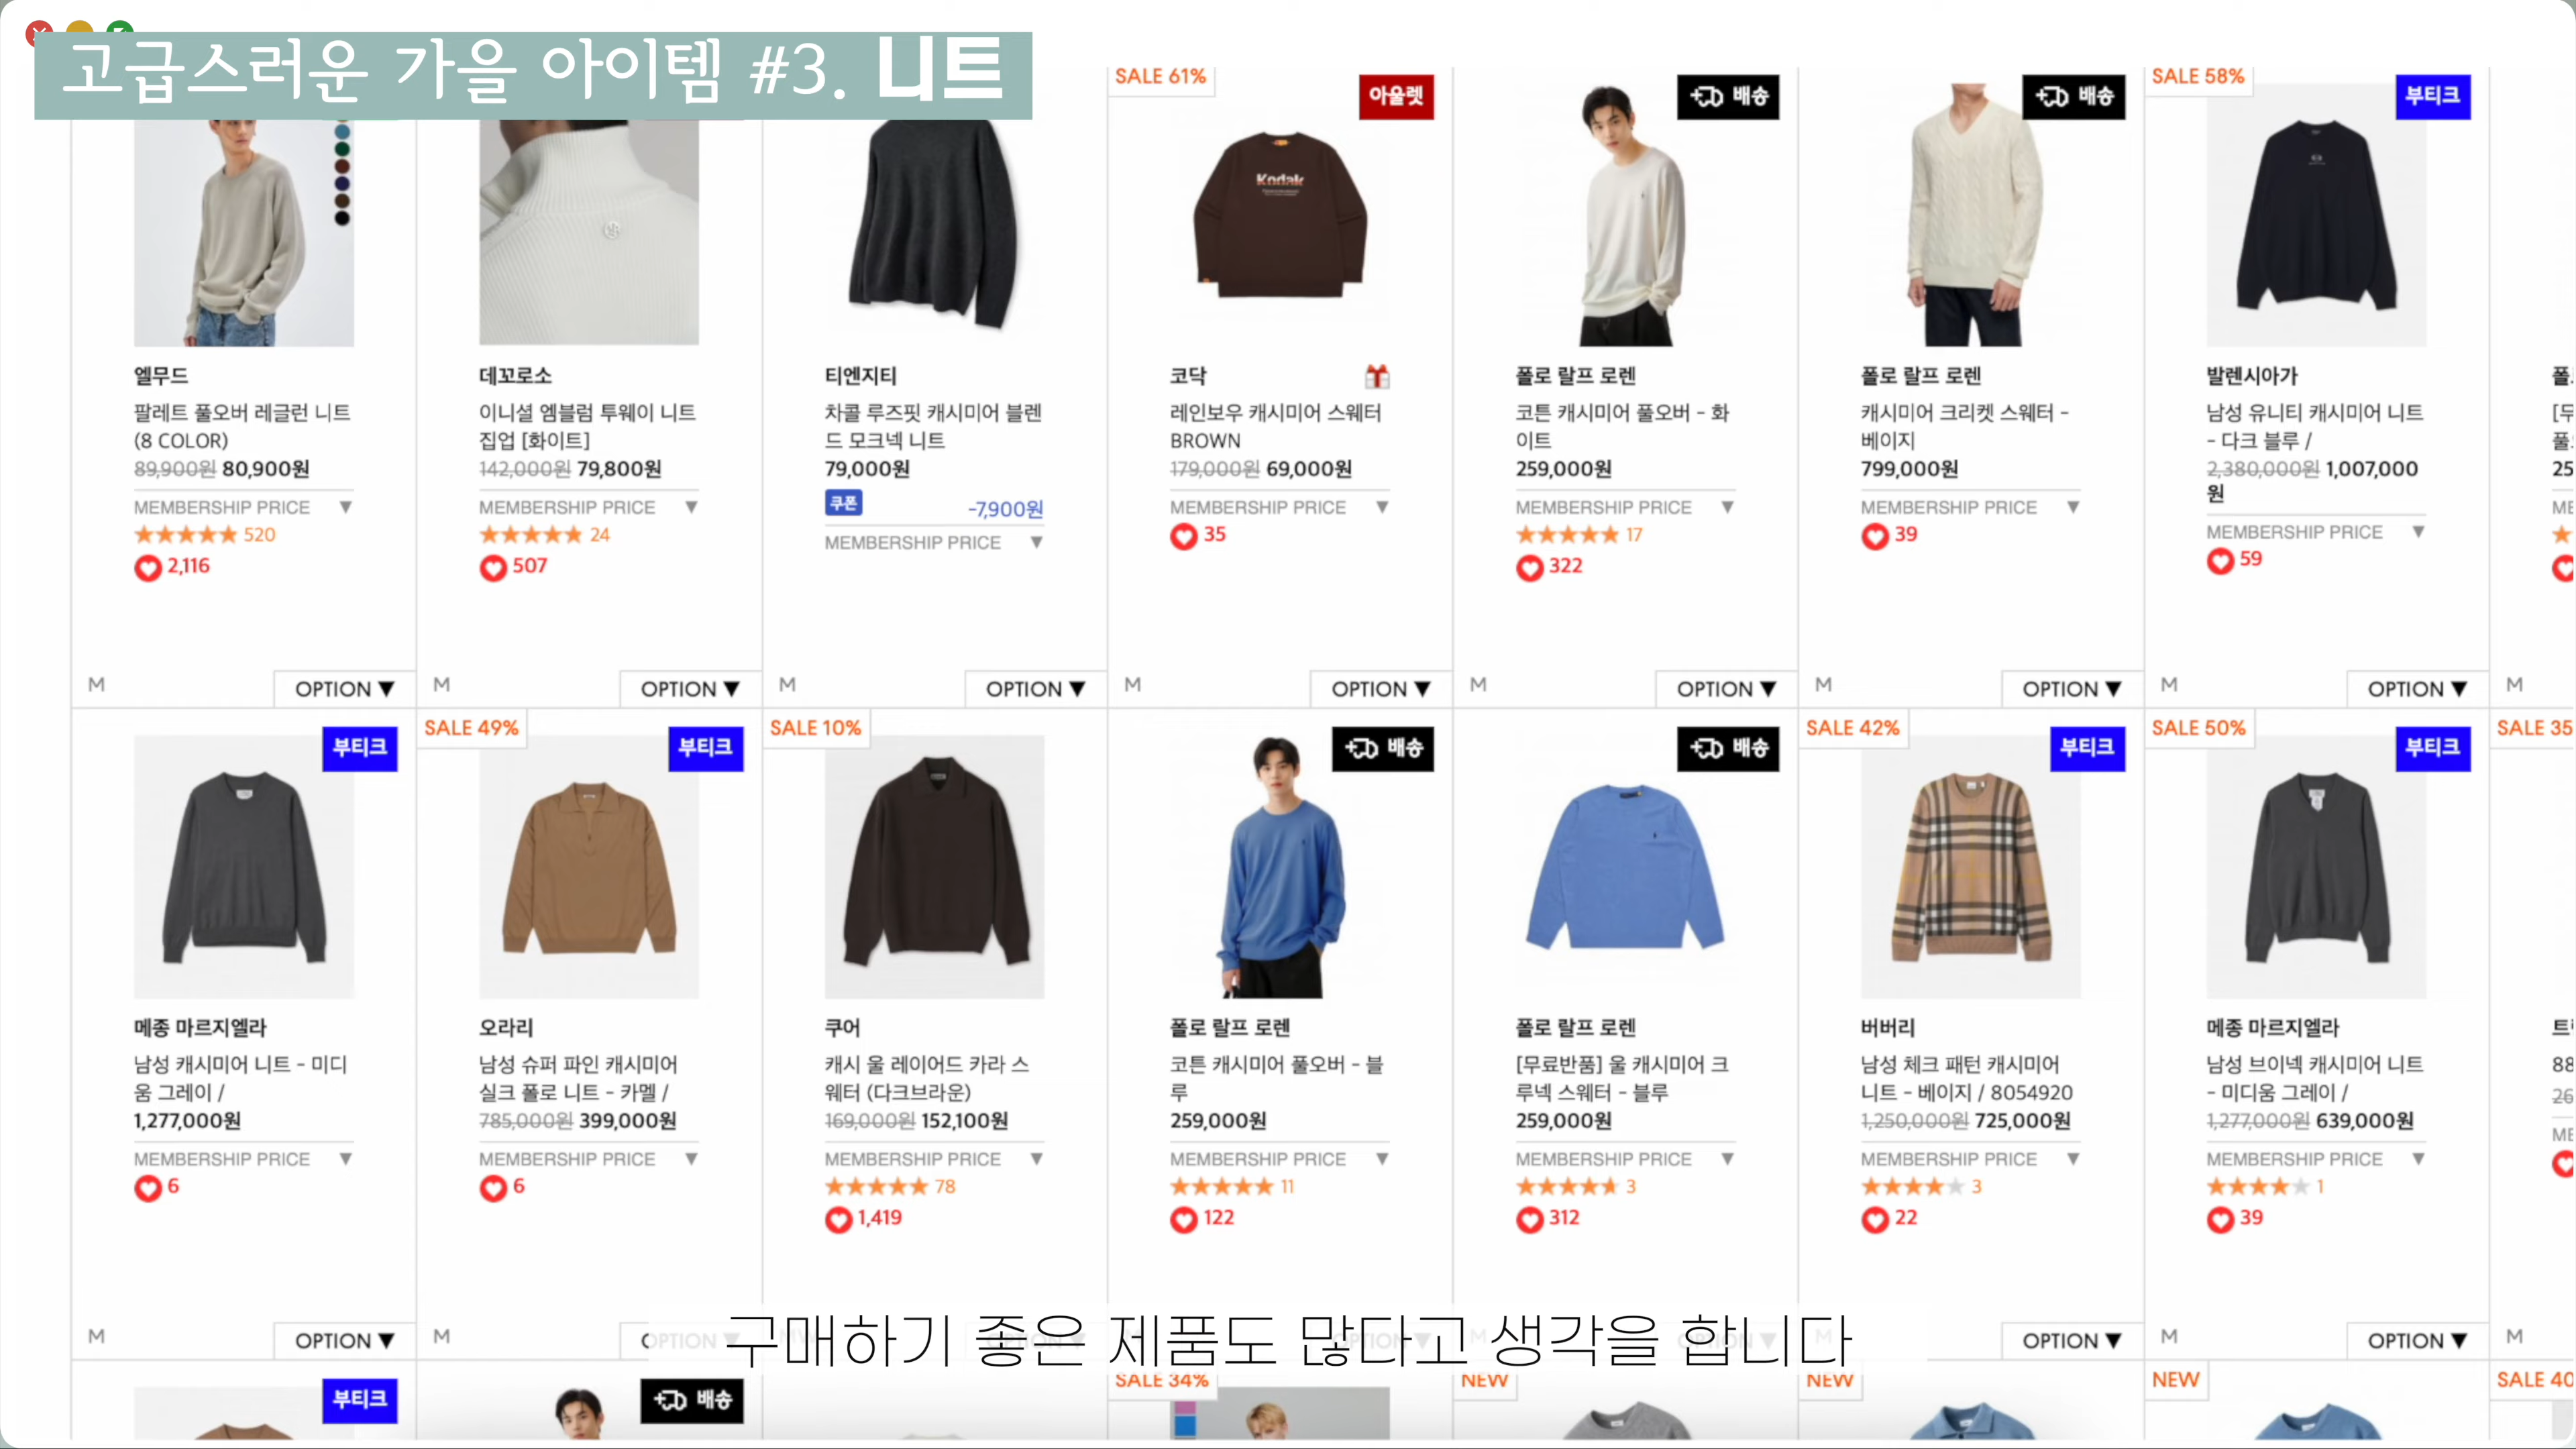 고급스러운 가을 아이템 #3. 니트
SALE 61%
아울렛
배송
배송
SALE 58%
부티크
Kodak
엘무드
팔레트 풀오버 레글런 니트
(8 COLOR)
89,900원 80,900원
MEMBERSHIP PRICE ▼
520
2,116
M
OPTION ▼
데꼬로소
이니셜 엠블럼 투웨이 니트
집업 [화이트]
142,000원 79,800원
MEMBERSHIP PRICE ▼
24
507
M
OPTION ▼
티엔지티
차콜 루즈핏 캐시미어 블렌
드 모크넥 니트
79,000원
쿠폰 -7,900원
MEMBERSHIP PRICE ▼
M
OPTION ▼
코닥
레인보우 캐시미어 스웨터
BROWN
179,000원 69,000원
MEMBERSHIP PRICE ▼
35
M
OPTION ▼
폴로 랄프 로렌
코튼 캐시미어 풀오버 - 화
이트
259,000원
MEMBERSHIP PRICE ▼
17
322
M
OPTION ▼
폴로 랄프 로렌
캐시미어 크리켓 스웨터 -
베이지
799,000원
MEMBERSHIP PRICE ▼
39
M
OPTION ▼
발렌시아가
남성 유니티 캐시미어 니트
- 다크 블루 /
2,380,000원 1,007,000
원
MEMBERSHIP PRICE ▼
59
M
OPTION ▼
폴
25
M
부티크
메종 마르지엘라
남성 캐시미어 니트 - 미디
움 그레이 /
1,277,000원
MEMBERSHIP PRICE ▼
6
M
OPTION ▼
SALE 49%
부티크
오라리
남성 슈퍼 파인 캐시미어
실크 폴로 니트 - 카멜 /
785,000원 399,000원
MEMBERSHIP PRICE ▼
6
M
OPTION ▼
SALE 10%
쿠어
캐시 울 레이어드 카라 스
웨터 (다크브라운)
169,000원 152,100원
MEMBERSHIP PRICE ▼
78
1,419
배송
폴로 랄프 로렌
코튼 캐시미어 풀오버 - 블
루
259,000원
MEMBERSHIP PRICE ▼
11
122
OPTION ▼
배송
폴로 랄프 로렌
[무료반품] 울 캐시미어 크
루넥 스웨터 - 블루
259,000원
MEMBERSHIP PRICE ▼
3
312
SALE 42%
부티크
버버리
남성 체크 패턴 캐시미어
니트 - 베이지 / 8054920
1,250,000원 725,000원
MEMBERSHIP PRICE ▼
3
22
OPTION ▼
SALE 50%
부티크
메종 마르지엘라
남성 브이넥 캐시미어 니트
- 미디움 그레이 /
1,277,000원 639,000원
MEMBERSHIP PRICE ▼
1
39
M
OPTION ▼
SALE 35
트
88
26
M
구매하기 좋은 제품도 많다고 생각을 합니다
부티크
배송
SALE 34%
NEW
NEW
NEW
SALE 40